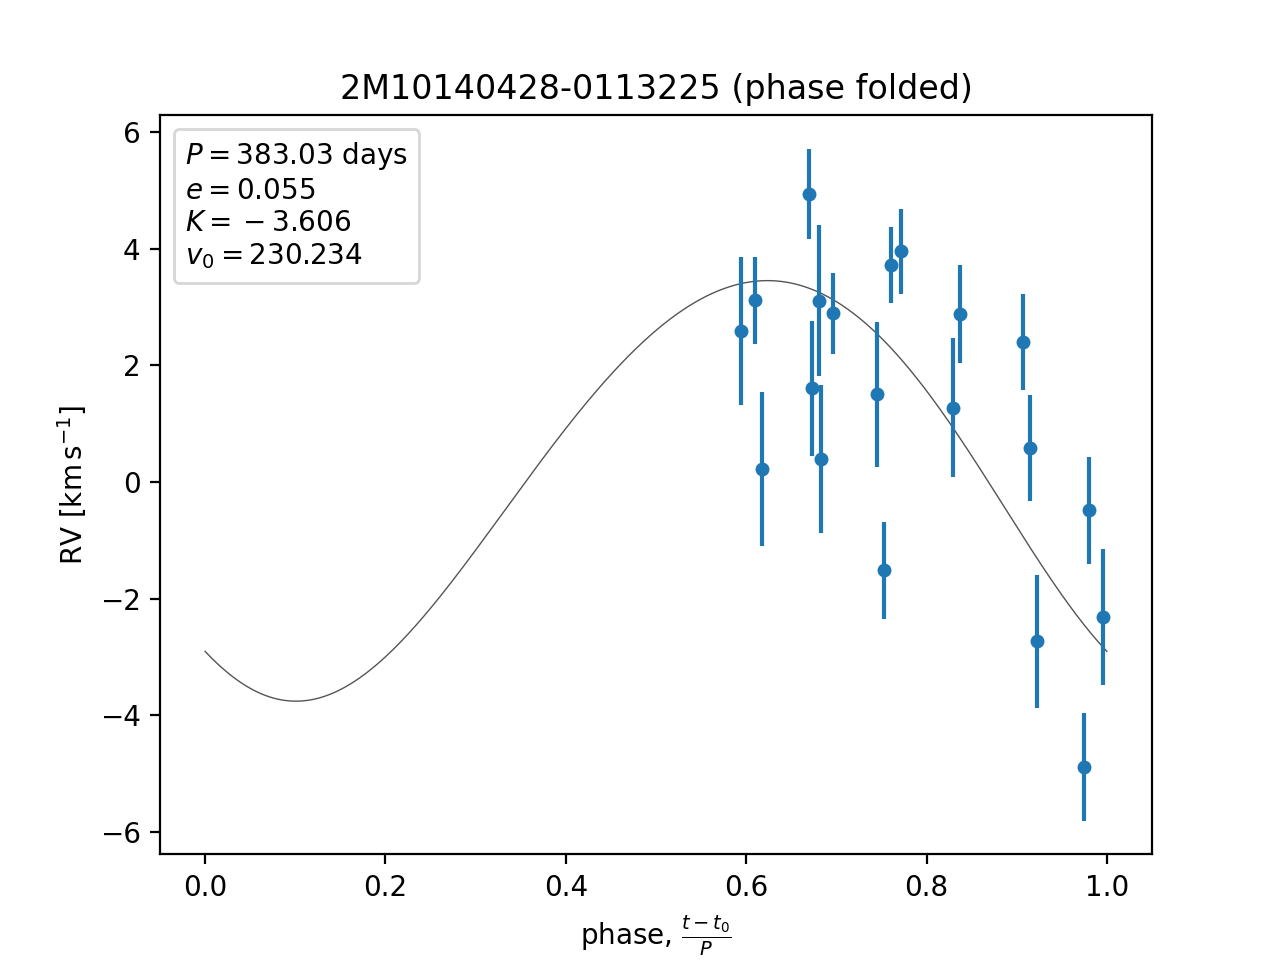 2M10140428-0113225 (phase folded)
P = 383.03 days
e = 0.055
K = −3.606
v₀ = 230.234
RV [km s⁻¹]
6
4
2
0
−2
−4
−6
0.0 0.2 0.4 0.6 0.8 1.0
phase, (t − t₀)/P